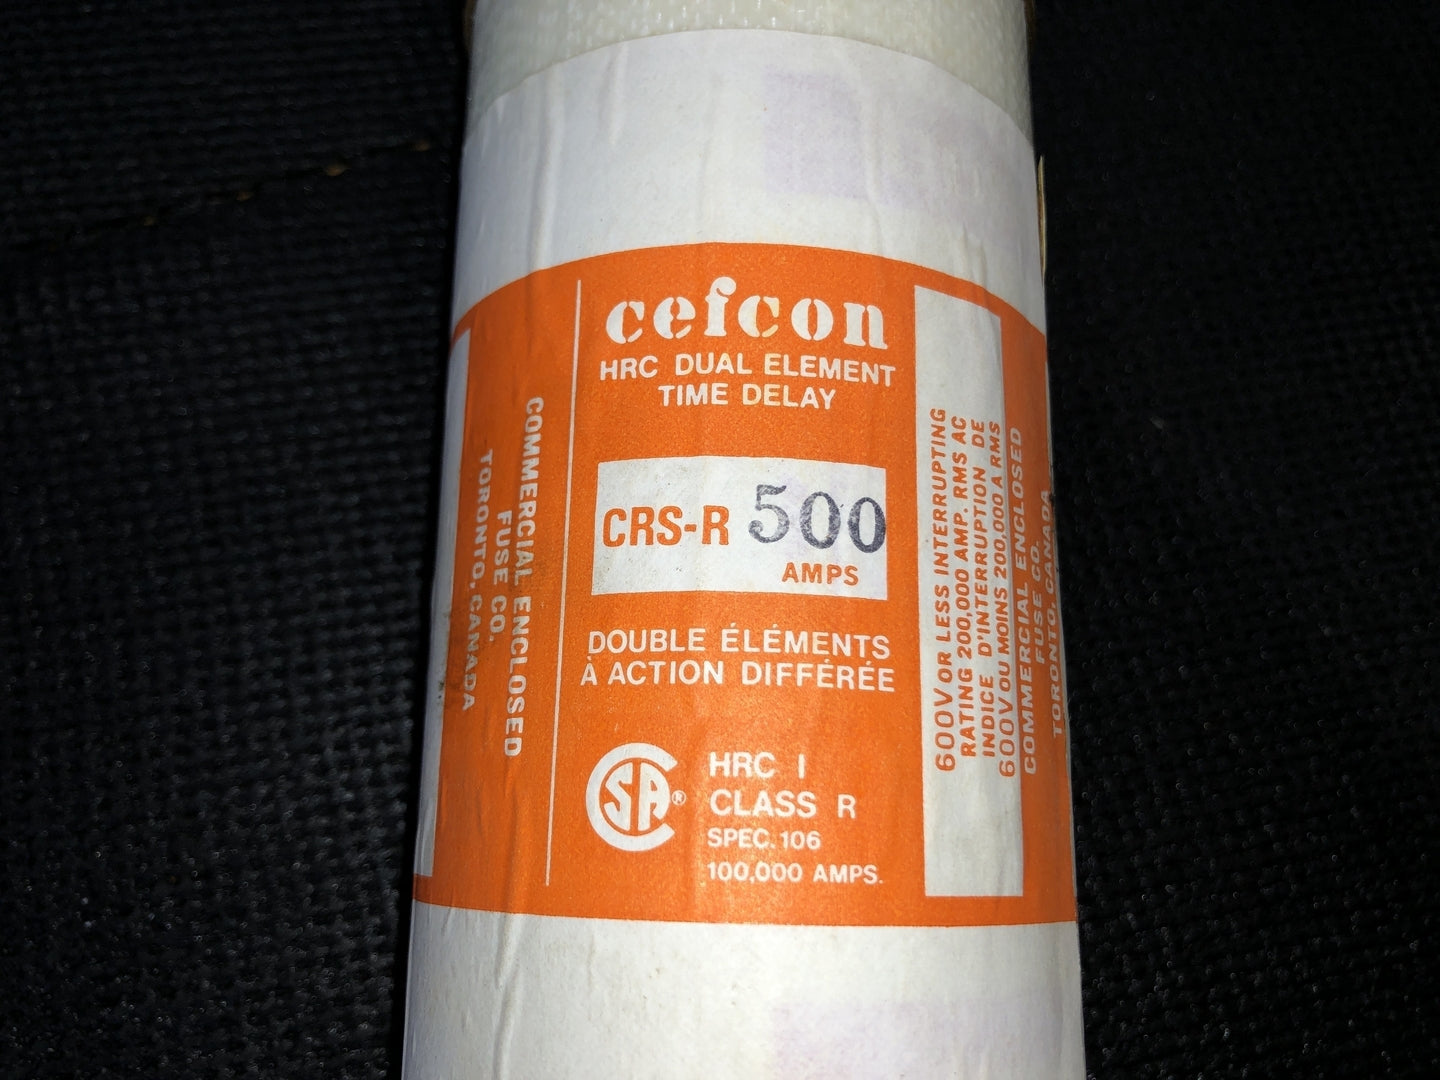 cefcon
HRC DUAL ELEMENT
TIME DELAY
CRS-R 500
AMPS
DOUBLE ÉLÉMENTS
À ACTION DIFFÉRÉE
CSA®
HRC I
CLASS R
SPEC. 106
100,000 AMPS.
COMMERCIAL ENCLOSED
FUSE CO.
TORONTO, CANADA
600V OR LESS INTERRUPTING
RATING 200,000 AMP. RMS AC
INDICE D'INTERRUPTION DE
600V OU MOINS 200,000 A RMS
COMMERCIAL ENCLOSED
FUSE CO.
TORONTO, CANADA